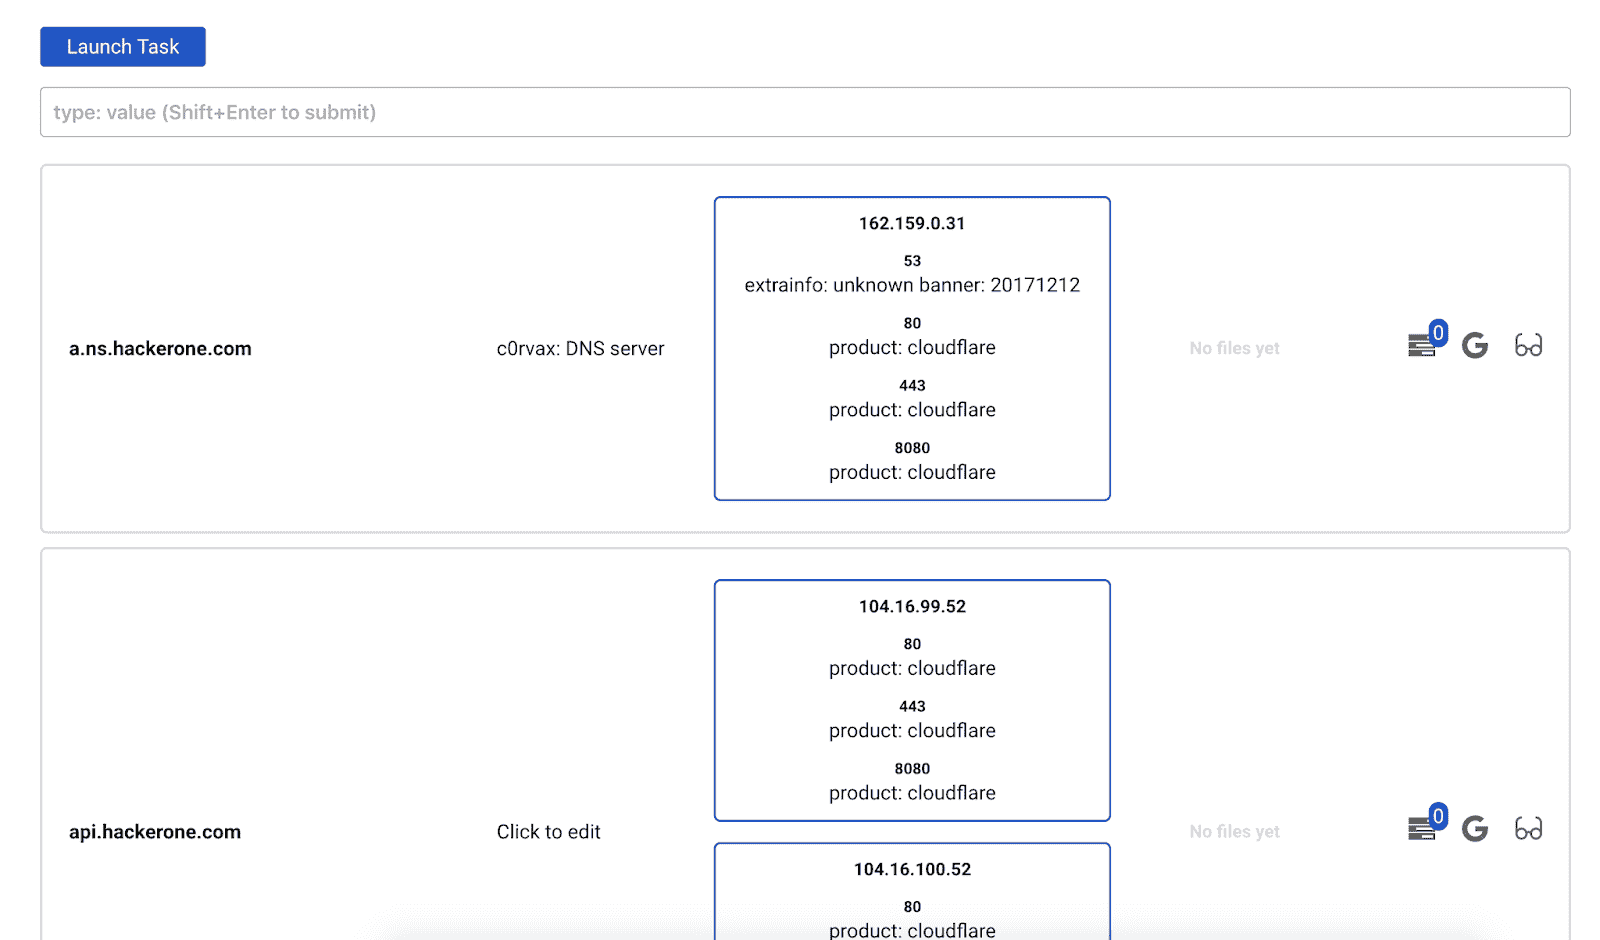 Launch Task
type: value (Shift+Enter to submit)
a.ns.hackerone.com
c0rvax: DNS server
162.159.0.31
53
extrainfo: unknown banner: 20171212
80
product: cloudflare
443
product: cloudflare
8080
product: cloudflare
No files yet
0
api.hackerone.com
Click to edit
104.16.99.52
80
product: cloudflare
443
product: cloudflare
8080
product: cloudflare
104.16.100.52
80
product: cloudflare
No files yet
0